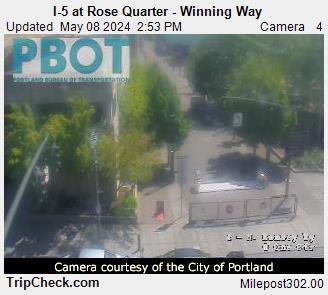 I-5 at Rose Quarter - Winning Way
Updated May 08 2024 2:53 PM Camera 4
PBOT
PORTLAND BUREAU OF TRANSPORTATION
Camera courtesy of the City of Portland
TripCheck.com Milepost302.00